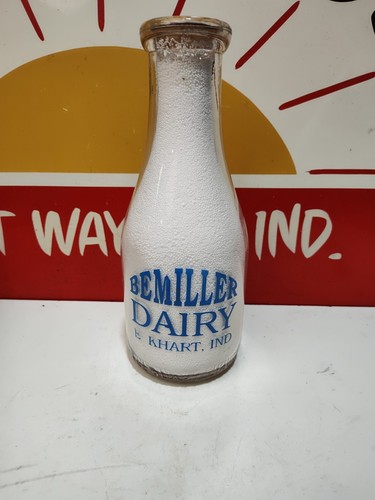 T WAY IND.
BEMILLER
DAIRY
E KHART, IND